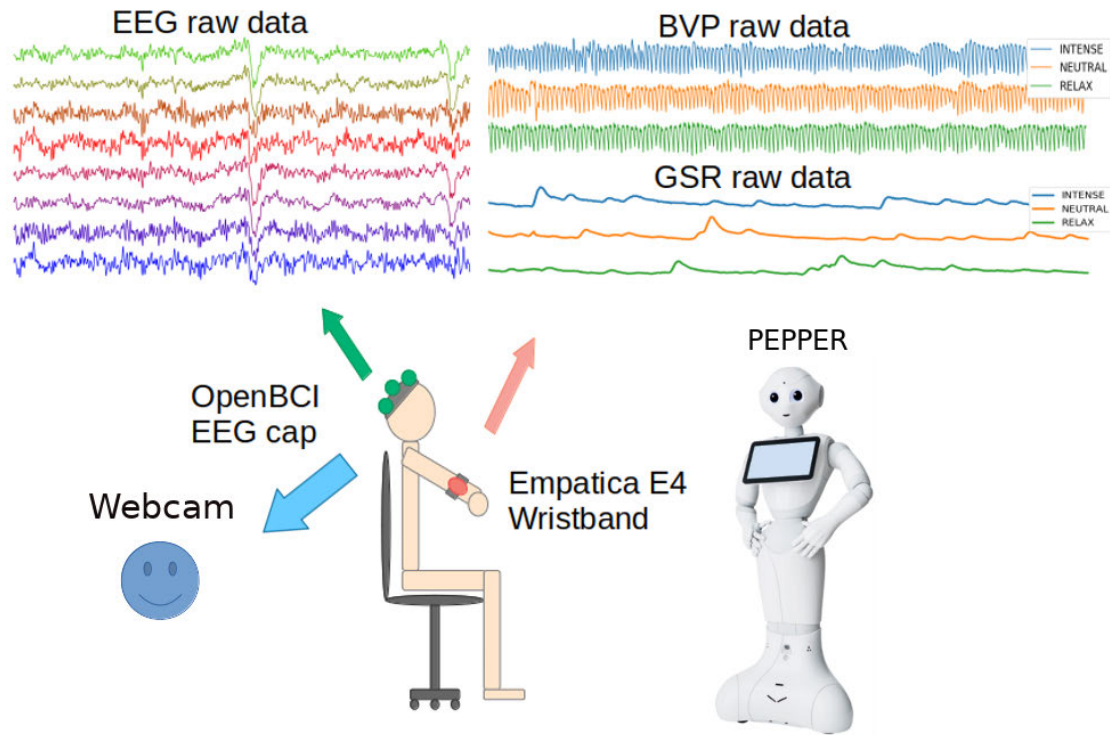 EEG raw data
BVP raw data
INTENSE
NEUTRAL
RELAX
GSR raw data
INTENSE
NEUTRAL
RELAX
PEPPER
OpenBCI
EEG cap
Webcam
Empatica E4
Wristband